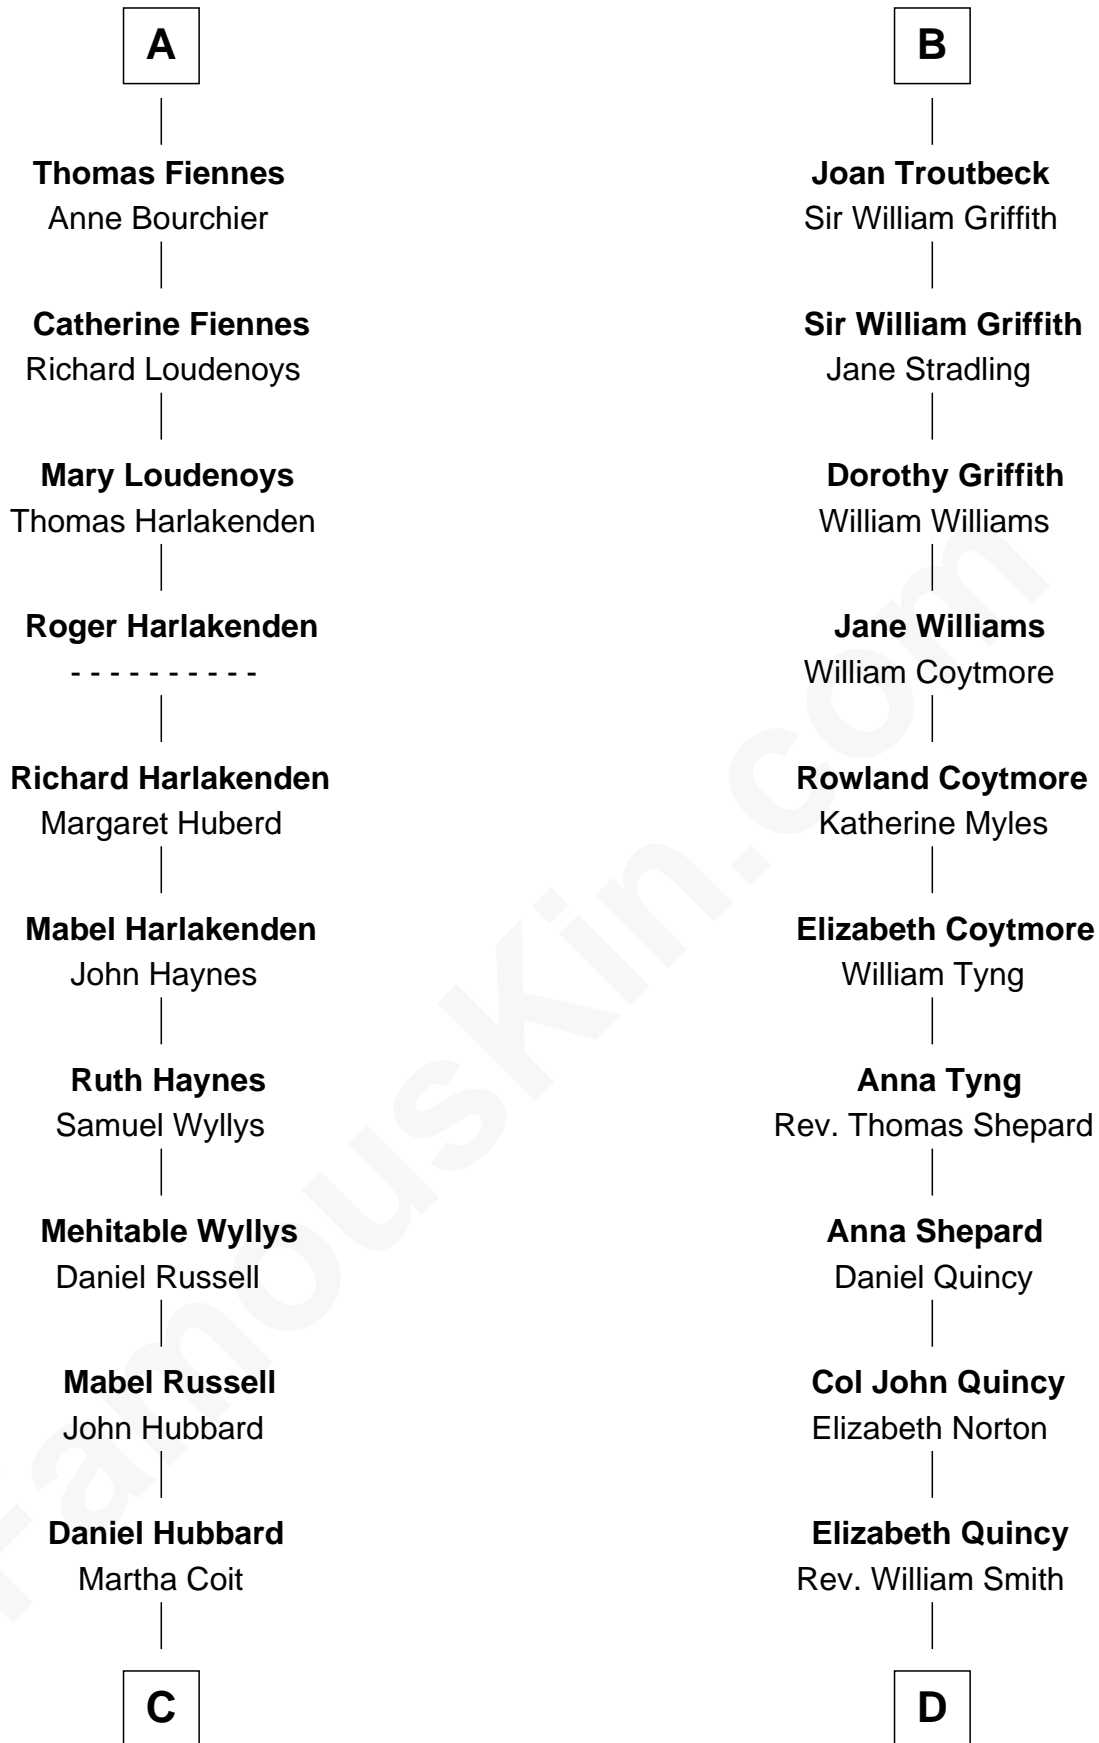 A
Thomas Fiennes
Anne Bourchier
Catherine Fiennes
Richard Loudenoys
Mary Loudenoys
Thomas Harlakenden
Roger Harlakenden
- - - - - - - - - -
Richard Harlakenden
Margaret Huberd
Mabel Harlakenden
John Haynes
Ruth Haynes
Samuel Wyllys
Mehitable Wyllys
Daniel Russell
Mabel Russell
John Hubbard
Daniel Hubbard
Martha Coit
C
B
Joan Troutbeck
Sir William Griffith
Sir William Griffith
Jane Stradling
Dorothy Griffith
William Williams
Jane Williams
William Coytmore
Rowland Coytmore
Katherine Myles
Elizabeth Coytmore
William Tyng
Anna Tyng
Rev. Thomas Shepard
Anna Shepard
Daniel Quincy
Col John Quincy
Elizabeth Norton
Elizabeth Quincy
Rev. William Smith
D
FamousKin.com